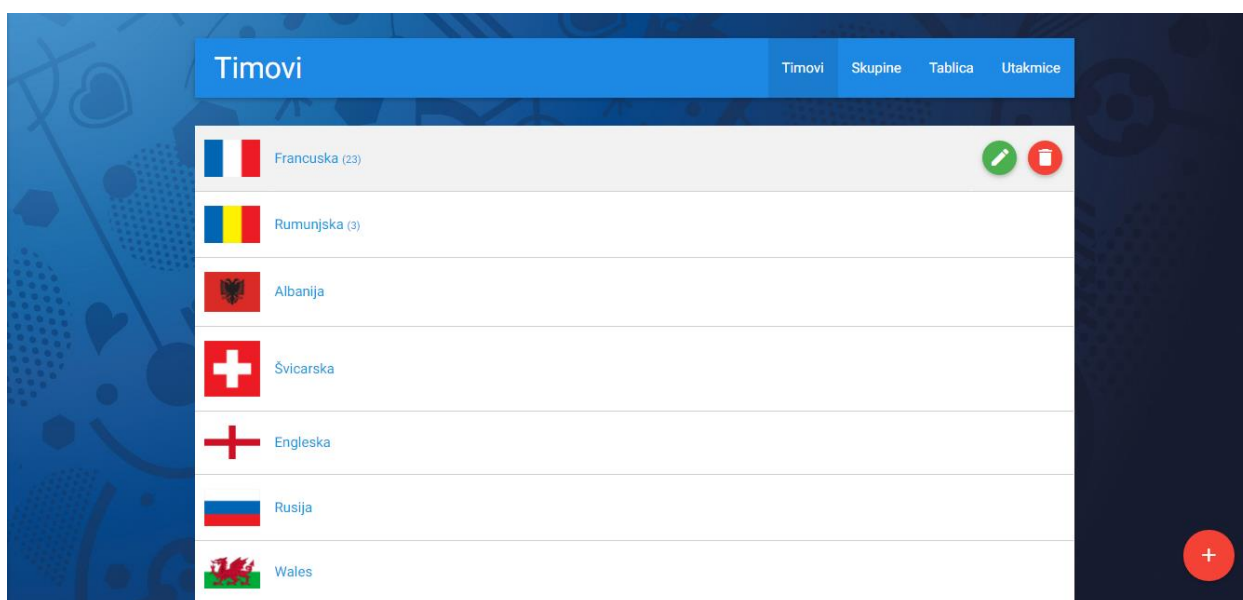 Timovi
Timovi Skupine Tablica Utakmice
Francuska (23)
Rumunjska (3)
Albanija
Švicarska
Engleska
Rusija
Wales